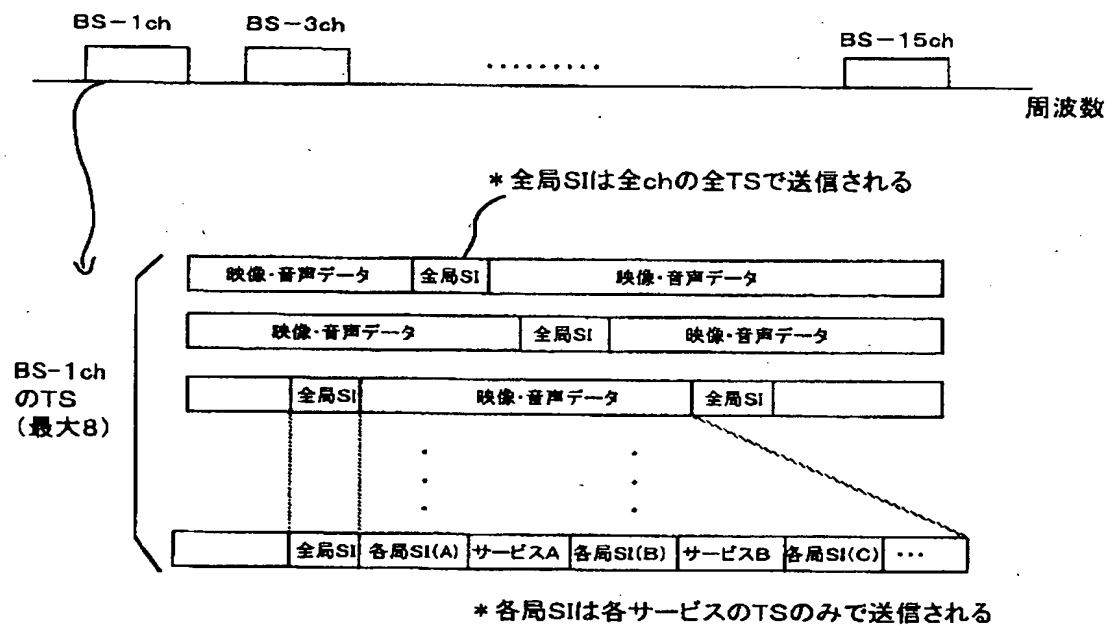 BS-1ch
BS-3ch
BS-15ch
.........
周波数
*全局SIは全chの全TSで送信される
映像・音声データ 全局SI 映像・音声データ
映像・音声データ 全局SI 映像・音声データ
BS-1ch
のTS
(最大8)
全局SI 映像・音声データ 全局SI
全局SI 各局SI(A) サービスA 各局SI(B) サービスB 各局SI(C) ・・・
*各局SIは各サービスのTSのみで送信される